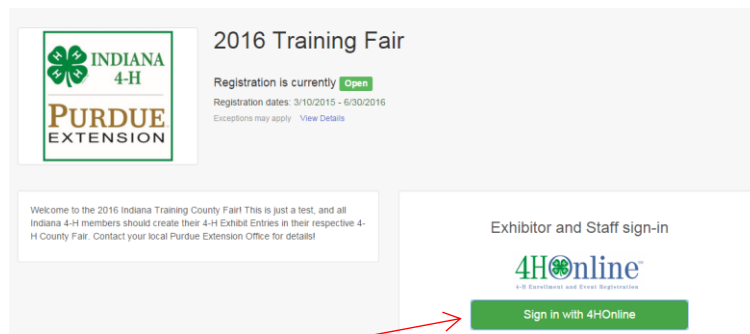 INDIANA
4-H
PURDUE
EXTENSION
2016 Training Fair
Registration is currently Open
Registration dates: 3/10/2015 - 6/30/2016
Exceptions may apply View Details
Welcome to the 2016 Indiana Training County Fair! This is just a test, and all
Indiana 4-H members should create their 4-H Exhibit Entries in their respective 4-
H County Fair. Contact your local Purdue Extension Office for details!
Exhibitor and Staff sign-in
4HOnline
4-H Enrollment and Event Registration
Sign in with 4HOnline